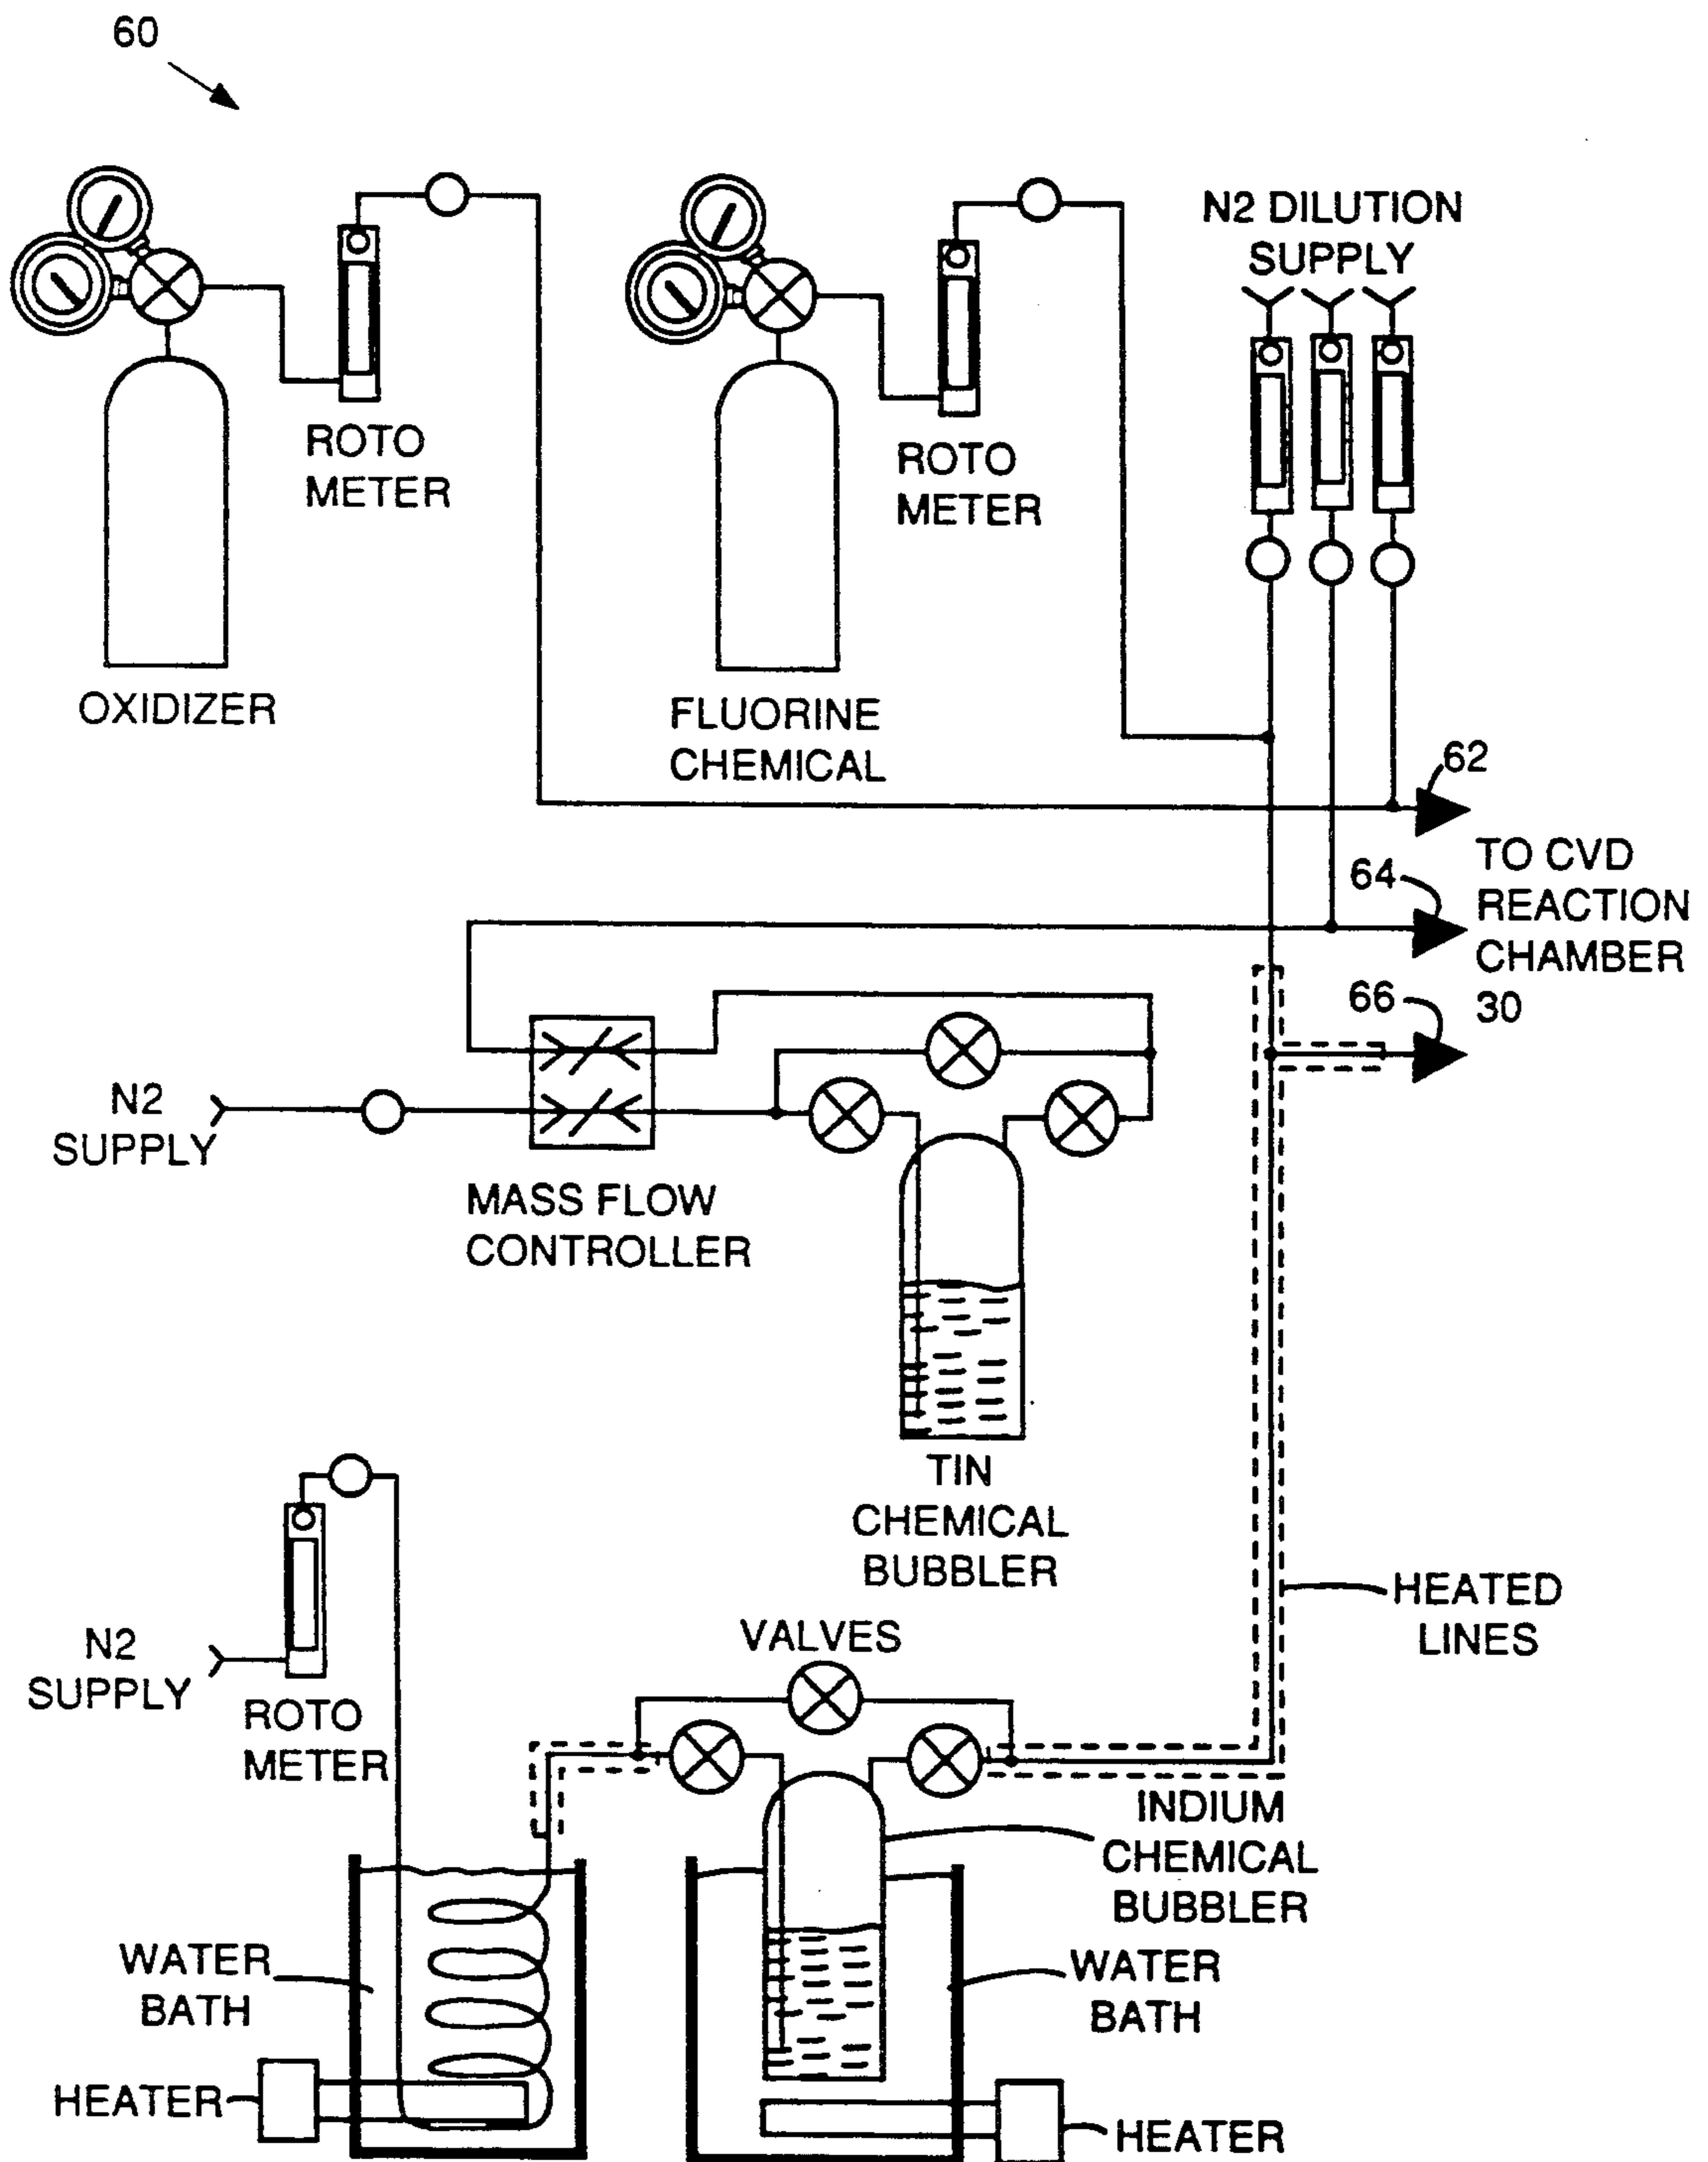 60
N2 DILUTION
SUPPLY
ROTO
METER
ROTO
METER
OXIDIZER
FLUORINE
CHEMICAL
62
TO CVD
REACTION
CHAMBER
30
64
66
N2
SUPPLY
MASS FLOW
CONTROLLER
TIN
CHEMICAL
BUBBLER
HEATED
LINES
N2
SUPPLY
ROTO
METER
VALVES
INDIUM
CHEMICAL
BUBBLER
WATER
BATH
WATER
BATH
HEATER
HEATER